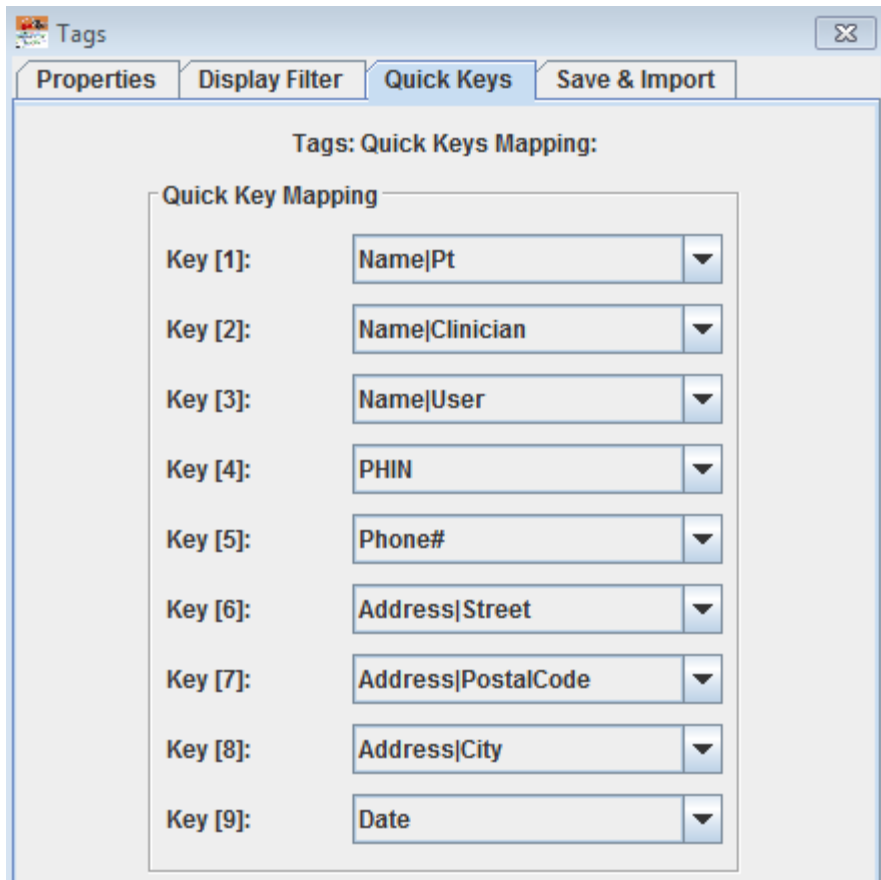 Tags
Properties Display Filter Quick Keys Save & Import
Tags: Quick Keys Mapping:
Quick Key Mapping
Key [1]: Name|Pt
Key [2]: Name|Clinician
Key [3]: Name|User
Key [4]: PHIN
Key [5]: Phone#
Key [6]: Address|Street
Key [7]: Address|PostalCode
Key [8]: Address|City
Key [9]: Date